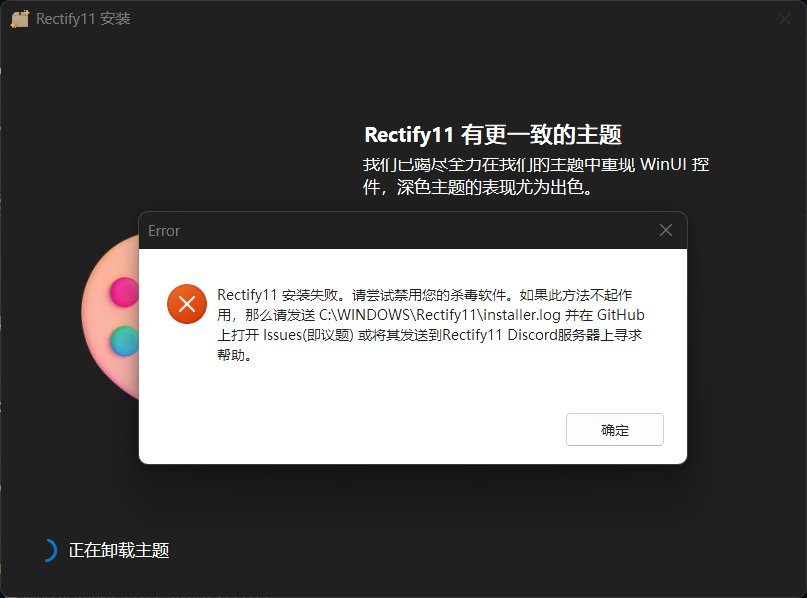 Rectify11 安装
Rectify11 有更一致的主题
我们已竭尽全力在我们的主题中重现 WinUI 控
件，深色主题的表现尤为出色。
Error
Rectify11 安装失败。请尝试禁用您的杀毒软件。如果此方法不起作
用，那么请发送 C:\WINDOWS\Rectify11\installer.log 并在 GitHub
上打开 Issues(即议题) 或将其发送到Rectify11 Discord服务器上寻求
帮助。
确定
正在卸载主题